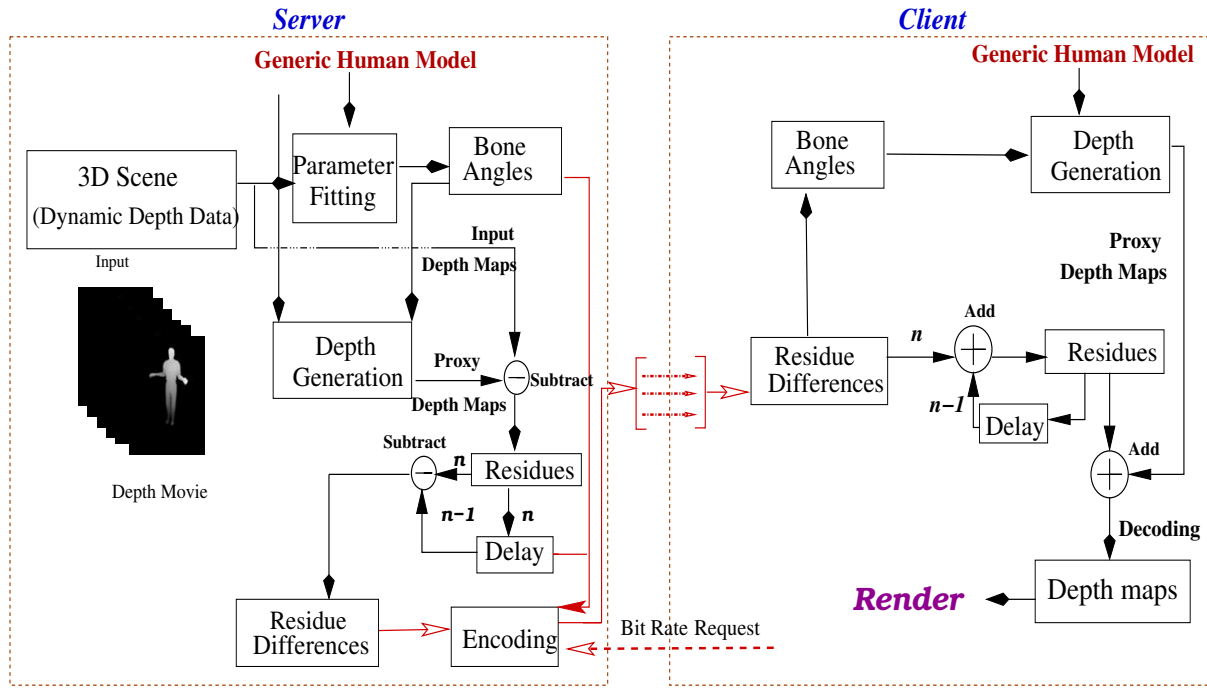 Server
Generic Human Model
3D Scene
(Dynamic Depth Data)
Parameter
Fitting
Bone
Angles
Input
Depth Movie
Input
Depth Maps
Depth
Generation
Proxy
Depth Maps
Subtract
Subtract
n
Residues
n-1
n
Delay
Residue
Differences
Encoding
Bit Rate Request
Client
Generic Human Model
Bone
Angles
Depth
Generation
Proxy
Depth Maps
Residue
Differences
n
Add
Residues
n-1
Delay
Add
Decoding
Depth maps
Render